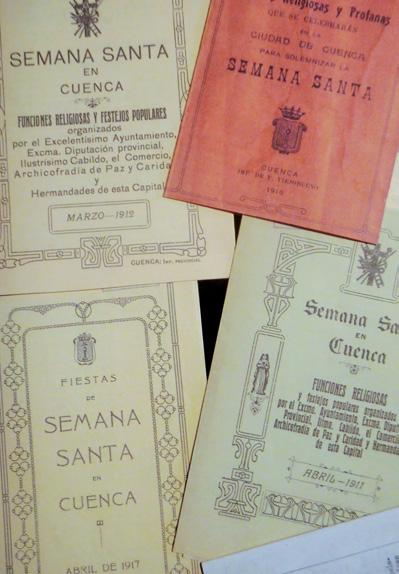 SEMANA SANTA
EN
CUENCA
FUNCIONES RELIGIOSAS Y FESTEJOS POPULARES
organizados
por el Excelentísimo Ayuntamiento,
Excma. Diputación provincial,
Ilustrísimo Cabildo, el Comercio,
Archicofradía de Paz y Carida
y
Hermandades de esta Capital
MARZO—1912
CUENCA: Imp. PROVINCIAL
Religiosas y Profanas
QUE SE CELEBRARÁN
EN LA
CIUDAD DE CUENCA
PARA SOLEMNIZAR LA
SEMANA SANTA
CUENCA
1910
FIESTAS
DE
SEMANA
SANTA
EN
CUENCA
ABRIL DE 1917
Semana Sa
en
Cuenca
FUNCIONES RELIGIOSAS
y festejos populares organizados
por el Excmo. Ayuntamiento, Excma. Diput
Provincial, Iltmo. Cabildo, el Comercio
Archicofradía de Paz y Caridad y Hermanda
de esta Capital
ABRIL—1911